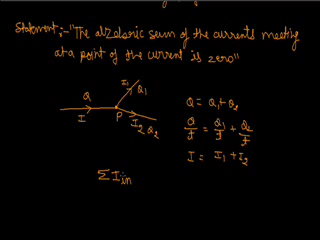 Statement:- "The algebraic sum of the currents meeting
at a point of the current is zero"
I₁ Q₁
Q
I
P
I₂ Q₂
Q = Q₁ + Q₂
Q/t = Q₁/t + Q₂/t
I = I₁ + I₂
Σ I in